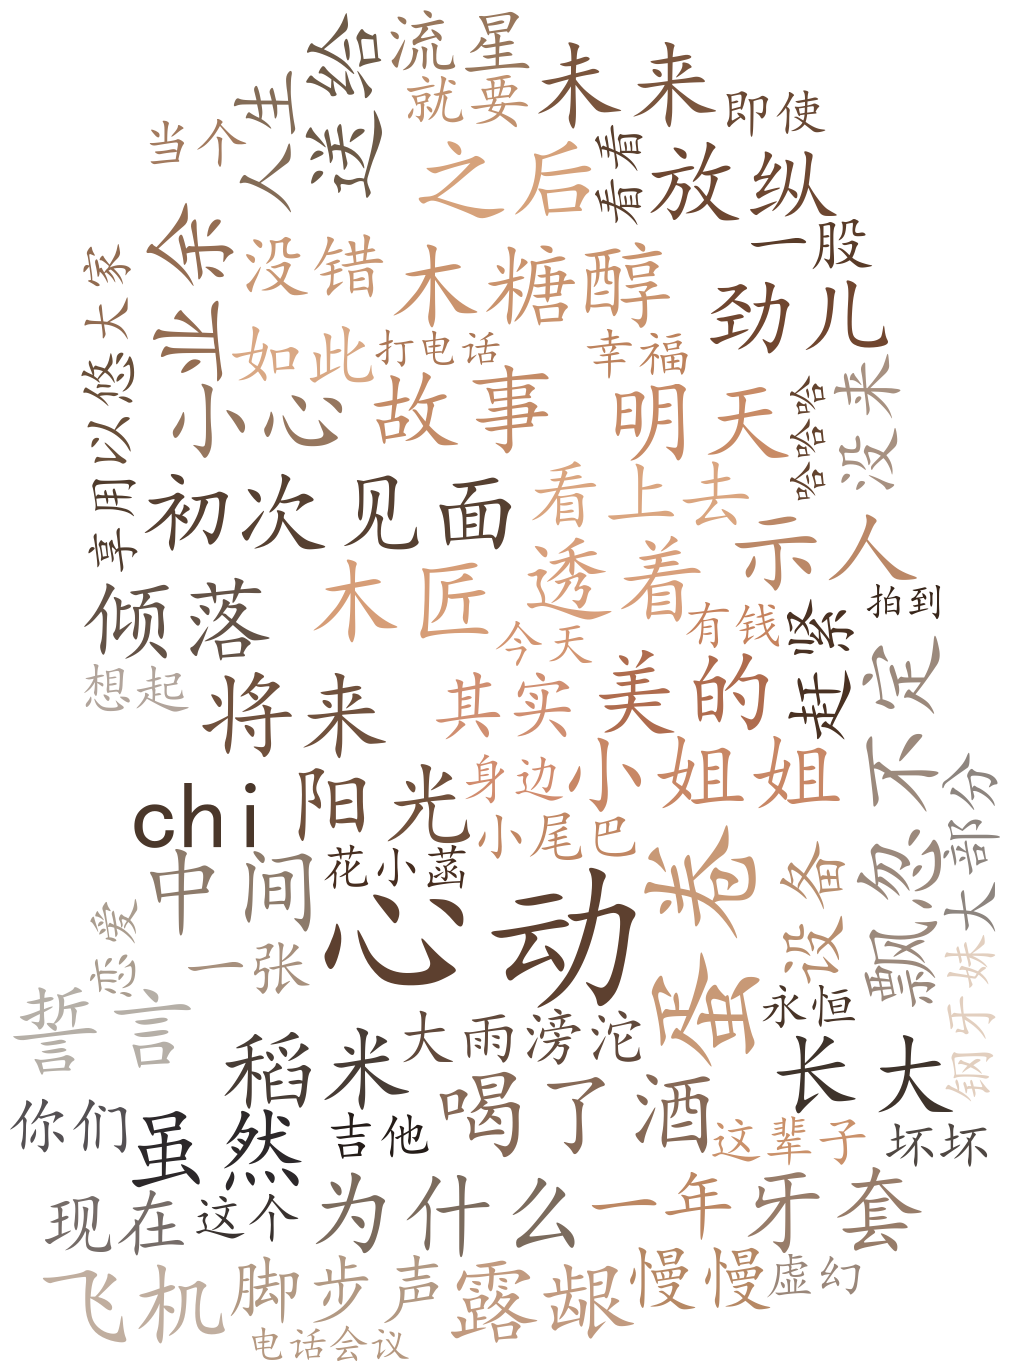 流星
送给
人生
就要
未来
即使
当个
之后
看看
放纵
一股
业余
没错
木糖醇
劲儿
享用以悠大家
如此
打电话
幸福
没来
小心
故事
明天
哈哈哈
初次见面
看上去
示人
倾落
木匠
透着
拍到
今天
有钱
赶紧
想起
将来
其实
美的
飘忽不定
chi
阳光
身边
小姐姐
大部分
小尾巴
中间
花小菡
心动
蛋卷
设备
恋爱
一张
钢牙妹
誓言
稻米
大雨滂沱
永恒
长大
你们
虽然
吉他
喝了酒
这辈子
坏坏
现在
这个
为什么
一年
牙套
飞机
脚步声
露龈
慢慢
虚幻
电话会议